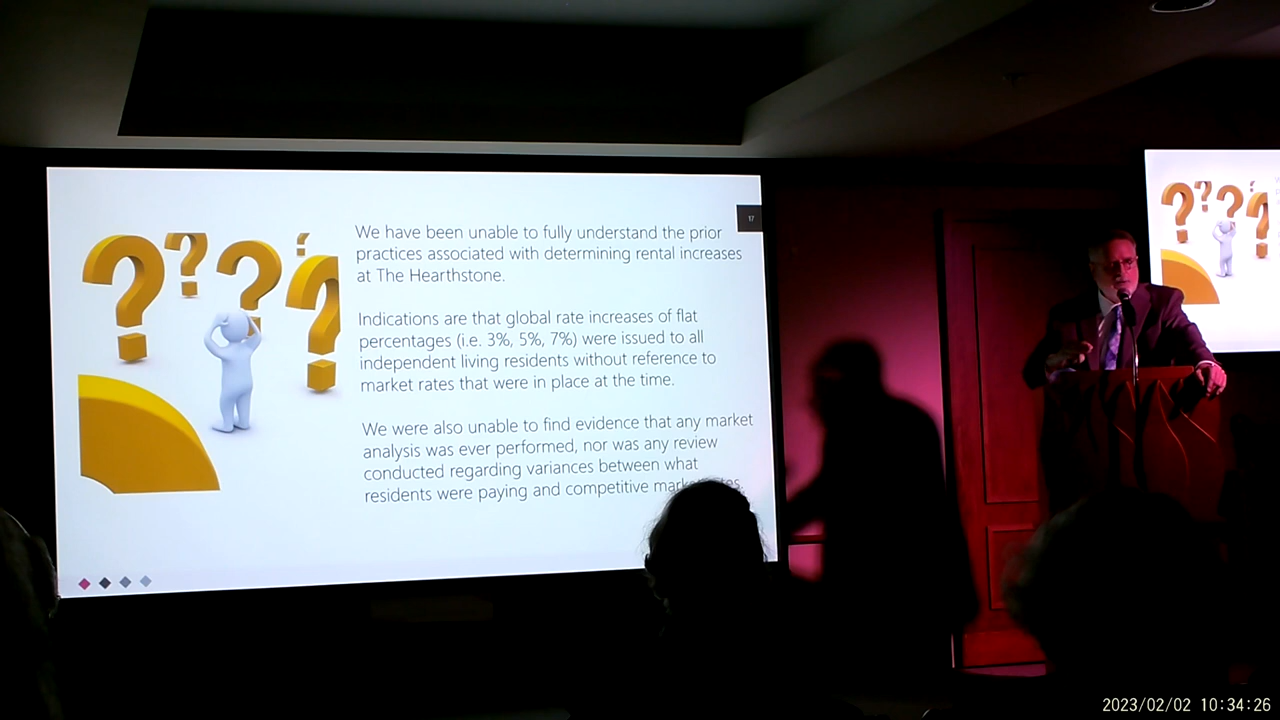 17
We have been unable to fully understand the prior
practices associated with determining rental increases
at The Hearthstone.
Indications are that global rate increases of flat
percentages (i.e. 3%, 5%, 7%) were issued to all
independent living residents without reference to
market rates that were in place at the time.
We were also unable to find evidence that any market
analysis was ever performed, nor was any review
conducted regarding variances between what
residents were paying and competitive
2023/02/02 10:34:26